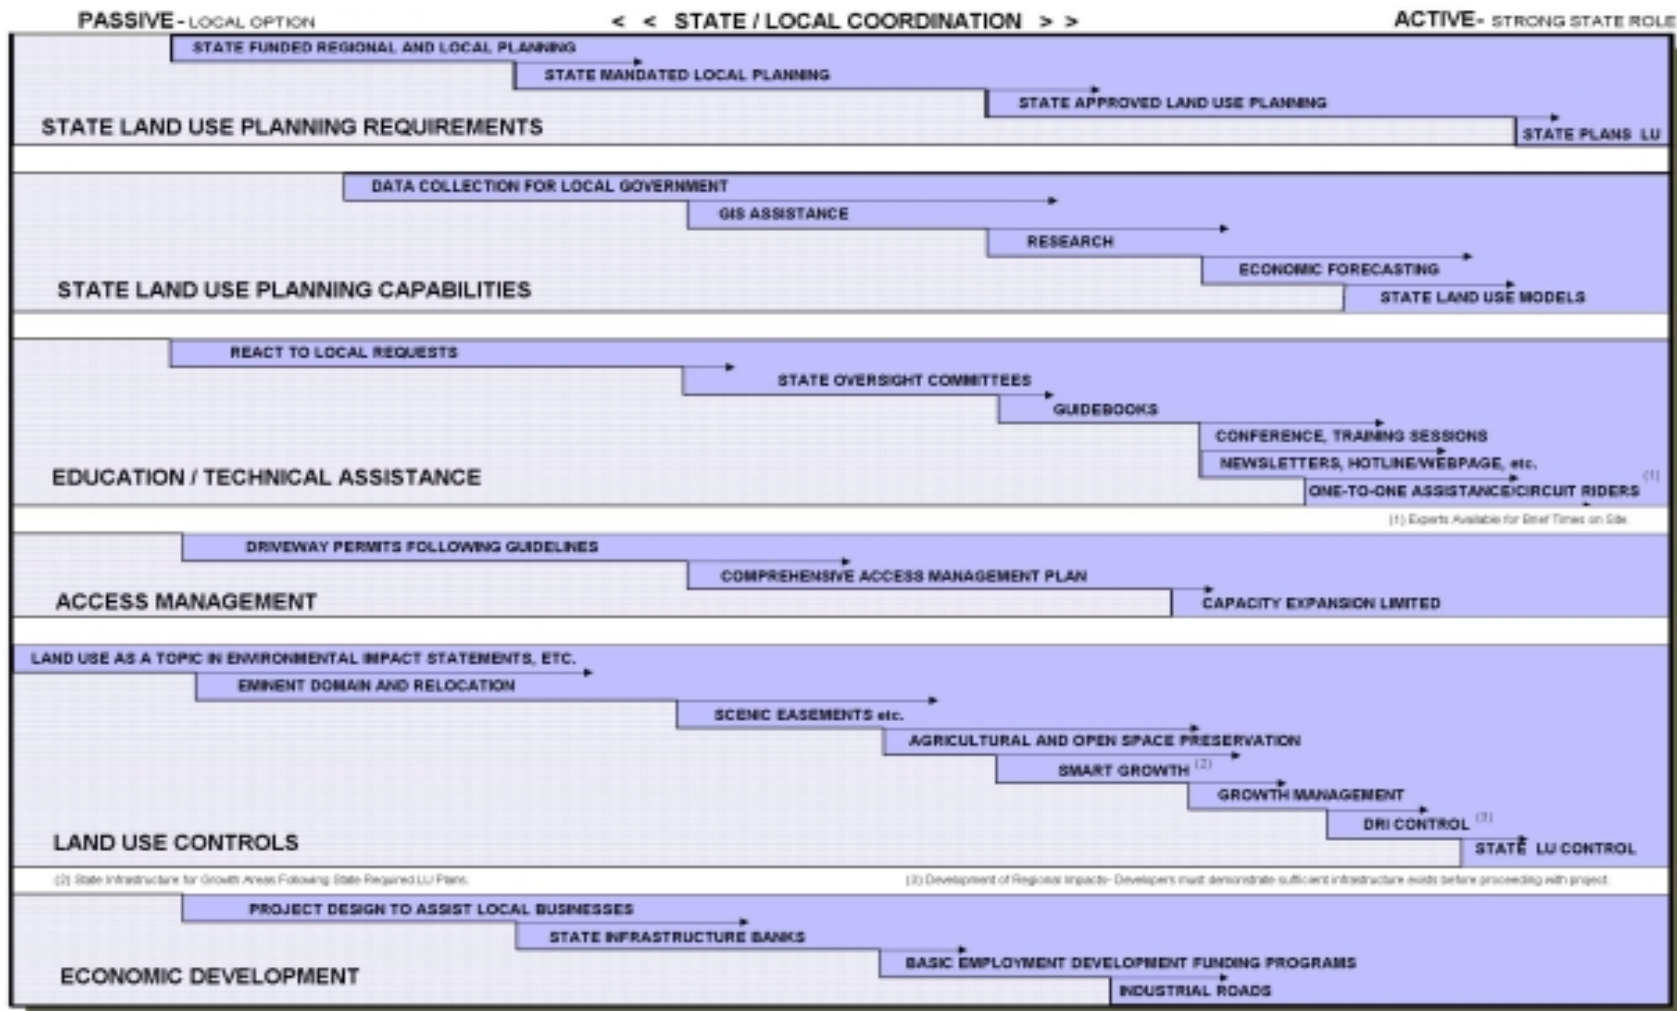 PASSIVE- LOCAL OPTION < < STATE / LOCAL COORDINATION > > ACTIVE- STRONG STATE ROLE
STATE FUNDED REGIONAL AND LOCAL PLANNING
STATE MANDATED LOCAL PLANNING
STATE APPROVED LAND USE PLANNING
STATE LAND USE PLANNING REQUIREMENTS
STATE PLANS LU
DATA COLLECTION FOR LOCAL GOVERNMENT
GIS ASSISTANCE
RESEARCH
ECONOMIC FORECASTING
STATE LAND USE PLANNING CAPABILITIES
STATE LAND USE MODELS
REACT TO LOCAL REQUESTS
STATE OVERSIGHT COMMITTEES
GUIDEBOOKS
CONFERENCE, TRAINING SESSIONS
NEWSLETTERS, HOTLINE/WEBPAGE, etc.
EDUCATION / TECHNICAL ASSISTANCE
ONE-TO-ONE ASSISTANCE/CIRCUIT RIDERS (1)
(1) Experts Available for Brief Times on Site.
DRIVEWAY PERMITS FOLLOWING GUIDELINES
COMPREHENSIVE ACCESS MANAGEMENT PLAN
ACCESS MANAGEMENT
CAPACITY EXPANSION LIMITED
LAND USE AS A TOPIC IN ENVIRONMENTAL IMPACT STATEMENTS, ETC.
EMINENT DOMAIN AND RELOCATION
SCENIC EASEMENTS etc.
AGRICULTURAL AND OPEN SPACE PRESERVATION
SMART GROWTH (2)
GROWTH MANAGEMENT
DRI CONTROL (3)
LAND USE CONTROLS
STATE LU CONTROL
(2) State Infrastructure for Growth Areas Following State Required LU Plans.
(3) Development of Regional Impacts- Developers must demonstrate sufficient infrastructure exists before proceeding with project.
PROJECT DESIGN TO ASSIST LOCAL BUSINESSES
STATE INFRASTRUCTURE BANKS
BASIC EMPLOYMENT DEVELOPMENT FUNDING PROGRAMS
ECONOMIC DEVELOPMENT
INDUSTRIAL ROADS